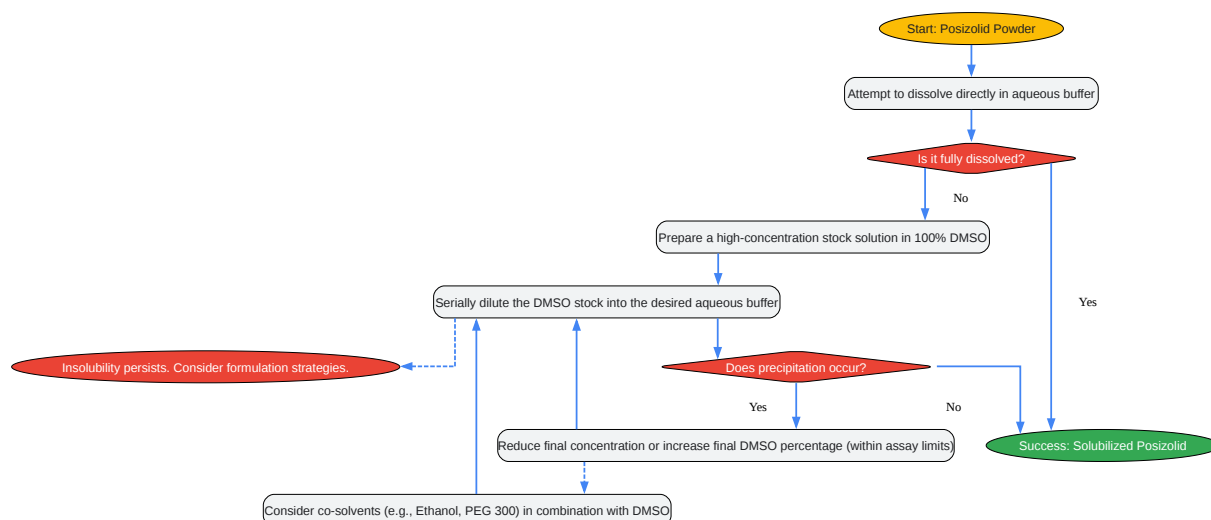 Start: Posizolid Powder
Attempt to dissolve directly in aqueous buffer
Is it fully dissolved?
No
Prepare a high-concentration stock solution in 100% DMSO
Serially dilute the DMSO stock into the desired aqueous buffer
Yes
Insolubility persists. Consider formulation strategies.
Does precipitation occur?
Yes
No
Reduce final concentration or increase final DMSO percentage (within assay limits)
Success: Solubilized Posizolid
Consider co-solvents (e.g., Ethanol, PEG 300) in combination with DMSO